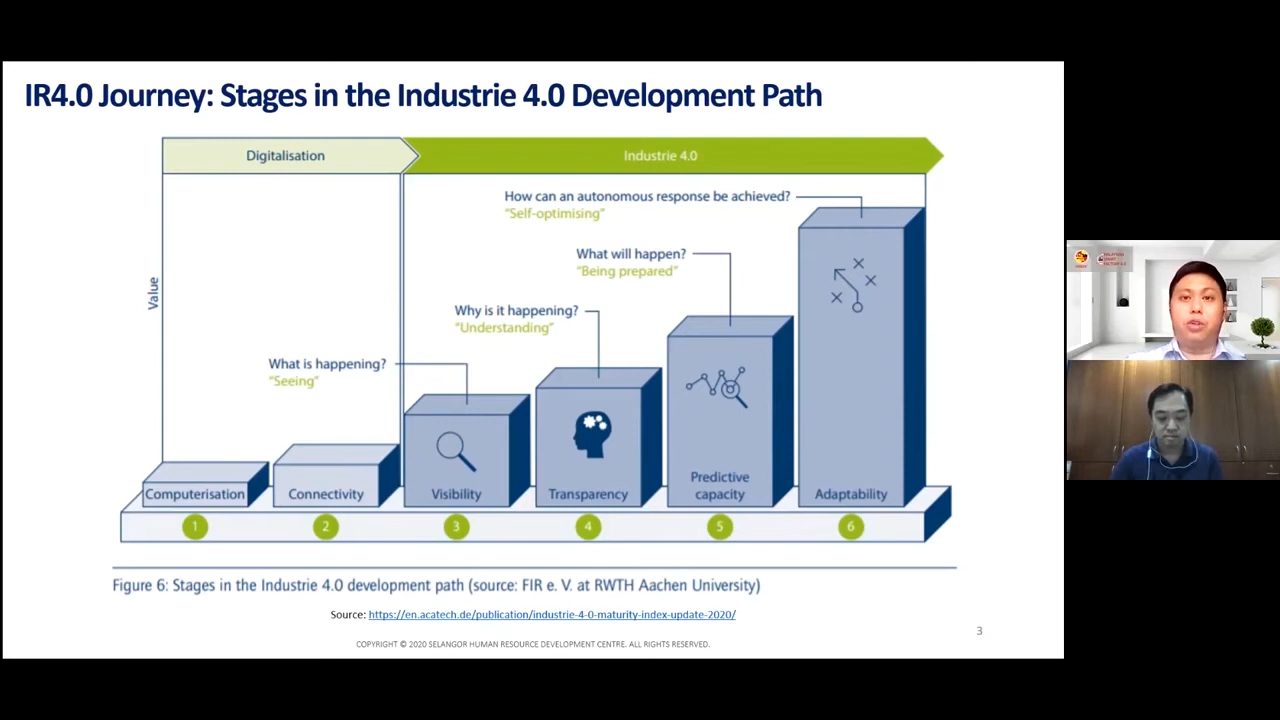 IR4.0 Journey: Stages in the Industrie 4.0 Development Path
Digitalisation
Industrie 4.0
How can an autonomous response be achieved?
“Self-optimising”
What will happen?
“Being prepared”
Value
Why is it happening?
“Understanding”
What is happening?
“Seeing”
Computerisation
Connectivity
Visibility
Transparency
Predictive
capacity
Adaptability
1
2
3
4
5
6
Figure 6: Stages in the Industrie 4.0 development path (source: FIR e. V. at RWTH Aachen University)
Source: https://en.acatech.de/publication/industrie-4-0-maturity-index-update-2020/
3
COPYRIGHT © 2020 SELANGOR HUMAN RESOURCE DEVELOPMENT CENTRE. ALL RIGHTS RESERVED.